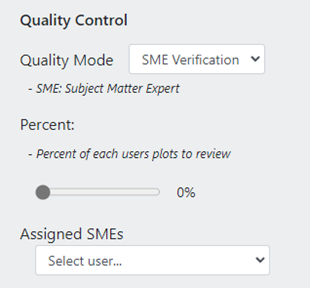 Quality Control
Quality Mode SME Verification
- SME: Subject Matter Expert
Percent:
- Percent of each users plots to review
0%
Assigned SMEs
Select user...